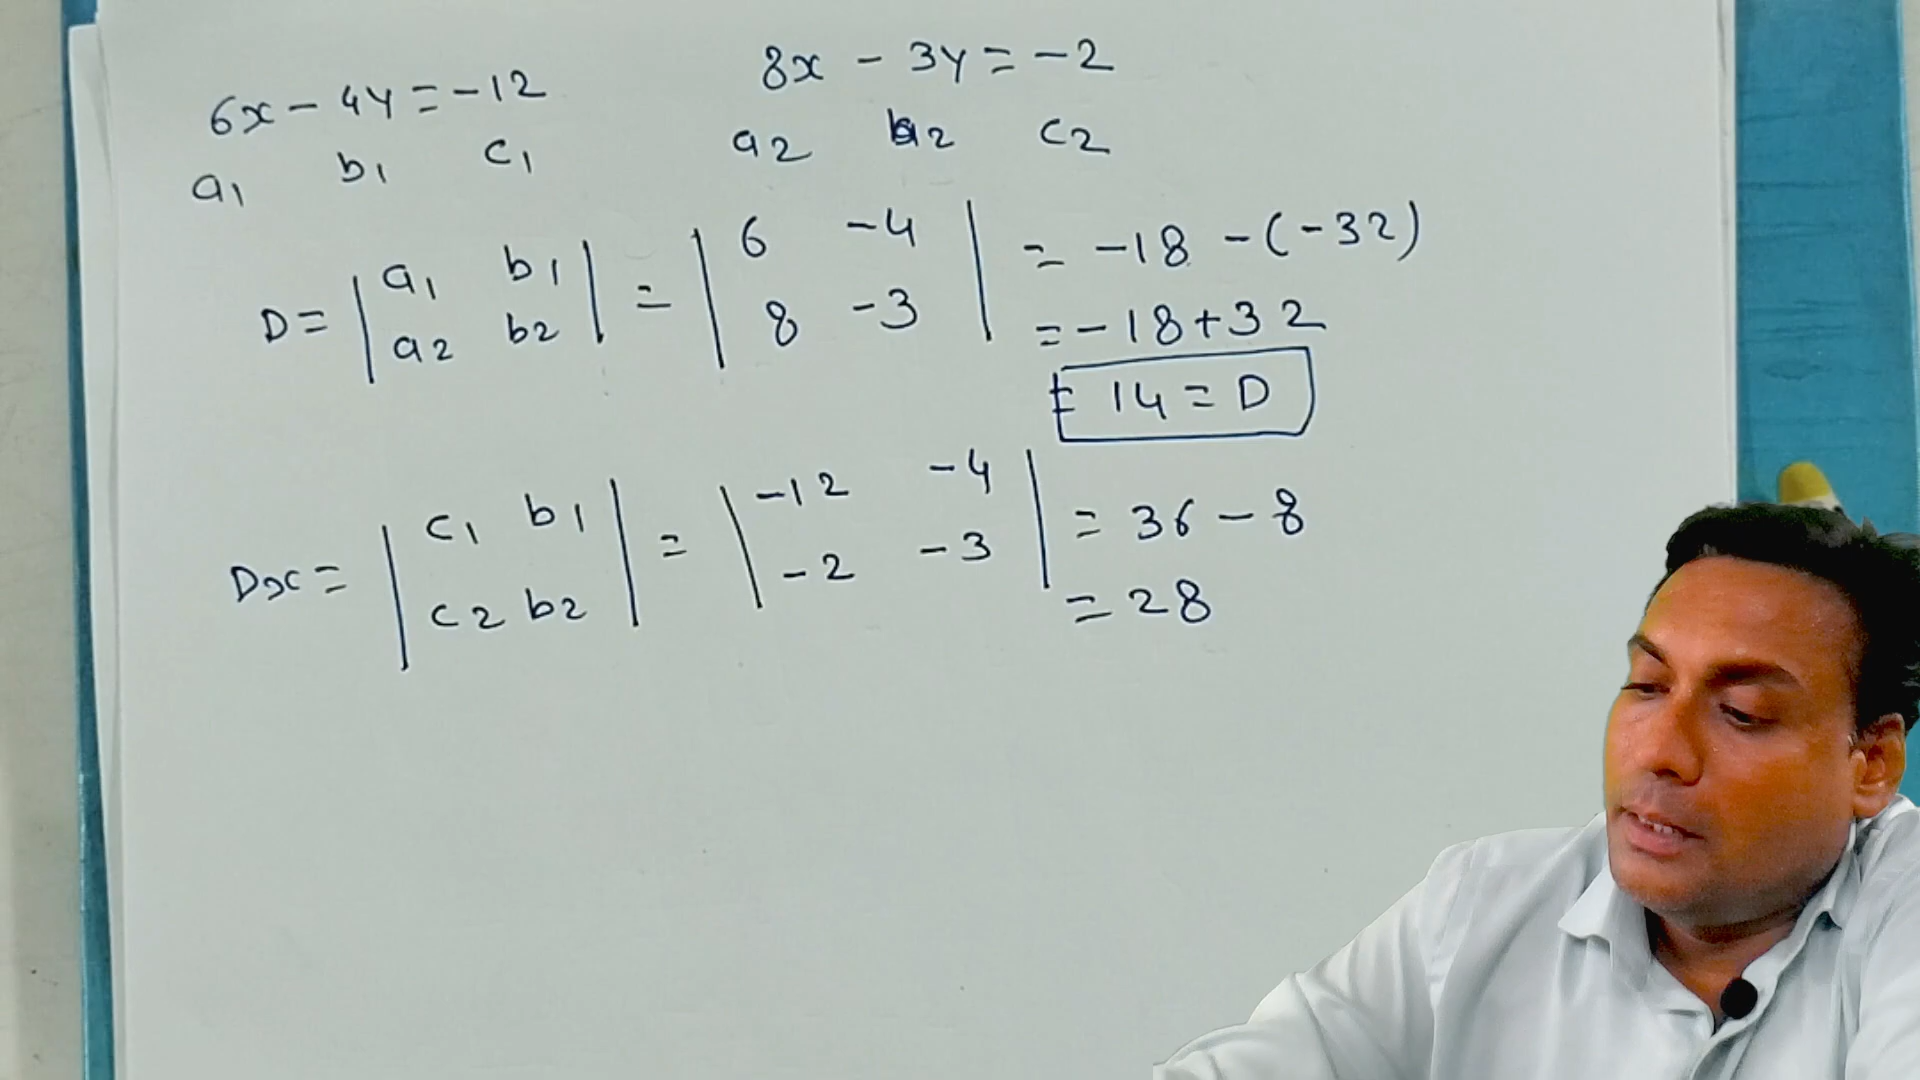 6x - 4y = -12
a1 b1 c1
8x - 3y = -2
a2 b2 c2
D = | a1 b1 | = | 6 -4 | = -18 - (-32)
| a2 b2 | | 8 -3 | = -18 + 32
= 14 = D
Dx = | c1 b1 | = | -12 -4 | = 36 - 8
| c2 b2 | | -2 -3 | = 28